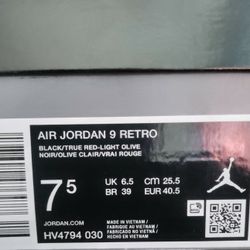 AIR JORDAN 9 RETRO
BLACK/TRUE RED-LIGHT OLIVE
NOIR/OLIVE CLAIR/VRAI ROUGE
7.5
UK 6.5 CM 25.5
BR 39 EUR 40.5
JORDAN.COM
HV4794 030
MADE IN VIETNAM /
FABRIQUÉ AU VIETNAM /
FABRICADO NO VIETNÃ /
HECHO EN VIETNAM